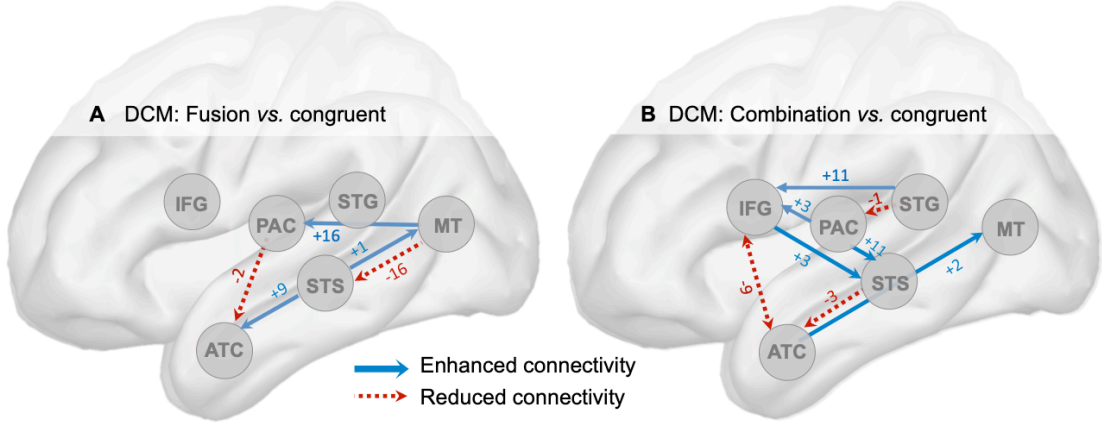 A DCM: Fusion vs. congruent
IFG
PAC
STG
MT
+16
+1
-16
-2
STS
+9
ATC
B DCM: Combination vs. congruent
+11
IFG
+3
-1
STG
PAC
MT
+11
+3
STS
+2
-9
-3
ATC
Enhanced connectivity
Reduced connectivity